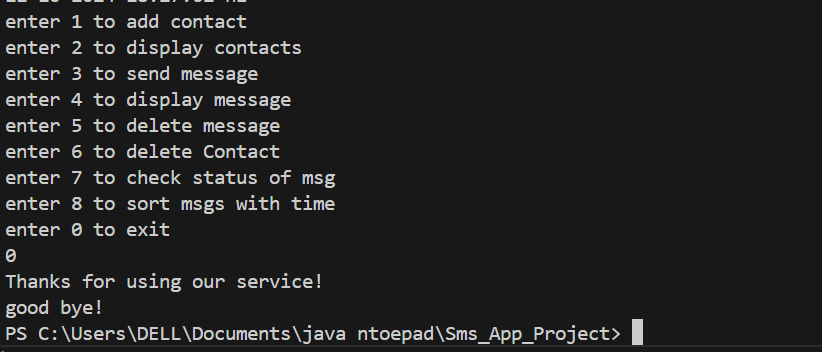 enter 1 to add contact
enter 2 to display contacts
enter 3 to send message
enter 4 to display message
enter 5 to delete message
enter 6 to delete Contact
enter 7 to check status of msg
enter 8 to sort msgs with time
enter 0 to exit
0
Thanks for using our service!
good bye!
PS C:\Users\DELL\Documents\java ntoepad\Sms_App_Project>